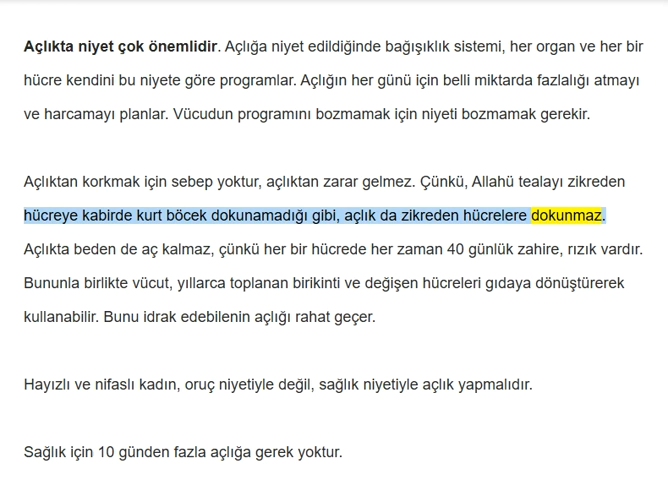 Açlıkta niyet çok önemlidir. Açlığa niyet edildiğinde bağışıklık sistemi, her organ ve her bir
hücre kendini bu niyete göre programlar. Açlığın her günü için belli miktarda fazlalığı atmayı
ve harcamayı planlar. Vücudun programını bozmamak için niyeti bozmamak gerekir.
Açlıktan korkmak için sebep yoktur, açlıktan zarar gelmez. Çünkü, Allahü tealayı zikreden
hücreye kabirde kurt böcek dokunamadığı gibi, açlık da zikreden hücrelere dokunmaz.
Açlıkta beden de aç kalmaz, çünkü her bir hücrede her zaman 40 günlük zahire, rızık vardır.
Bununla birlikte vücut, yıllarca toplanan birikinti ve değişen hücreleri gıdaya dönüştürerek
kullanabilir. Bunu idrak edebilenin açlığı rahat geçer.
Hayızlı ve nifaslı kadın, oruç niyetiyle değil, sağlık niyetiyle açlık yapmalıdır.
Sağlık için 10 günden fazla açlığa gerek yoktur.